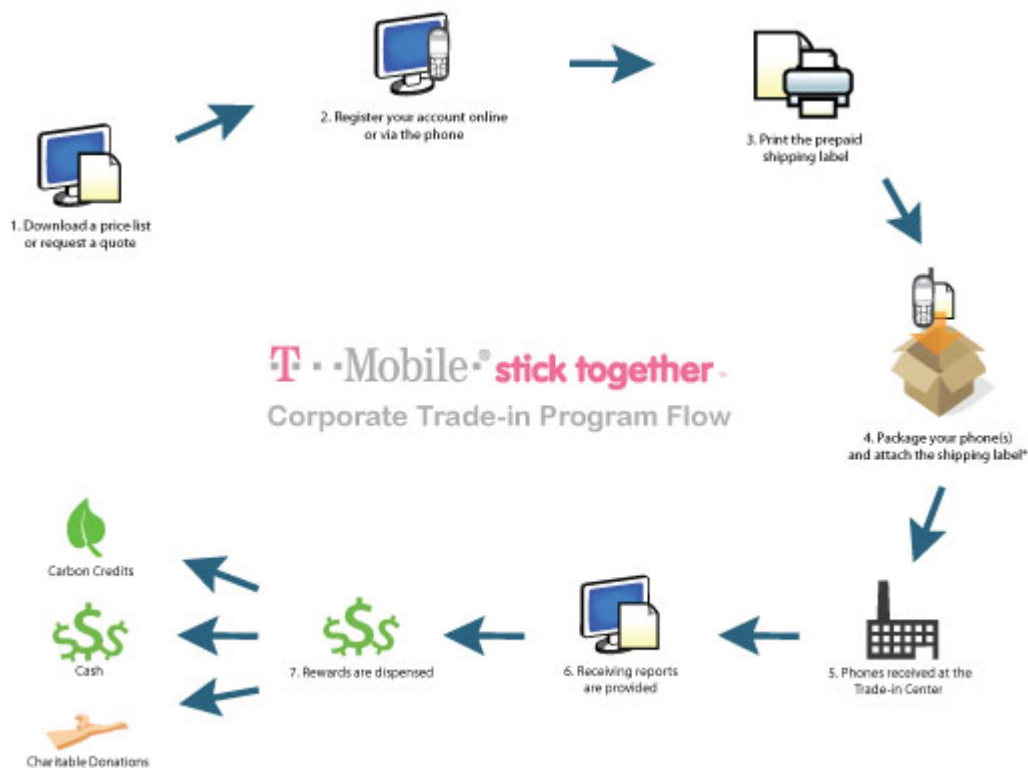 1. Download a price list
or request a quote
2. Register your account online
or via the phone
3. Print the prepaid
shipping label
4. Package your phone(s)
and attach the shipping label*
T··Mobile·® stick together™
Corporate Trade-in Program Flow
5. Phones received at the
Trade-in Center
6. Receiving reports
are provided
7. Rewards are dispensed
Carbon Credits
$$$
Cash
$$$
Charitable Donations